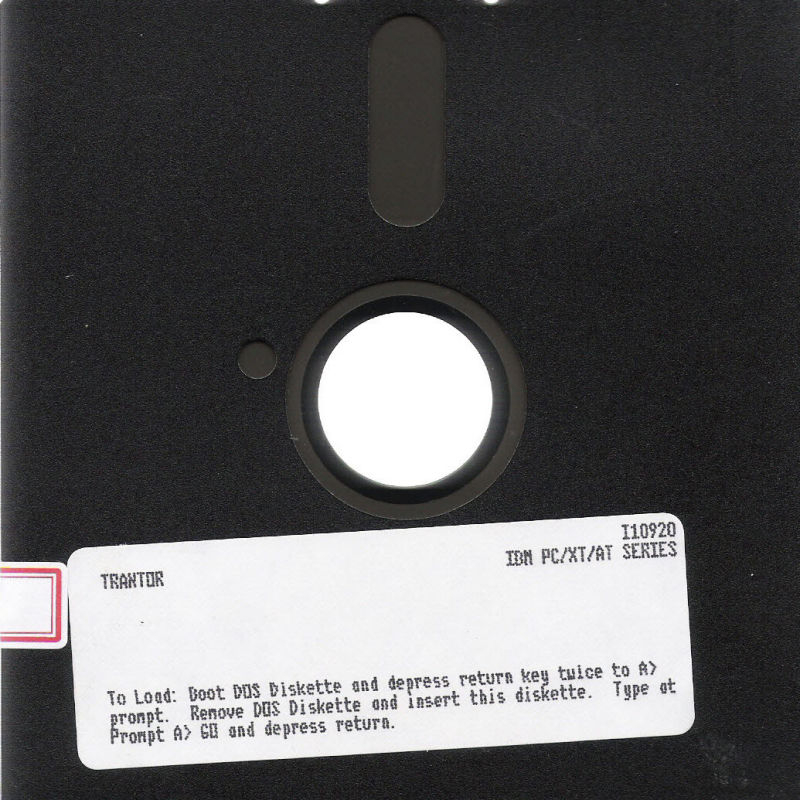 I10920
IBM PC/XT/AT SERIES
TRANTOR
To Load: Boot DOS Diskette and depress return key twice to A>
prompt. Remove DOS Diskette and insert this diskette. Type at
Prompt A> GO and depress return.